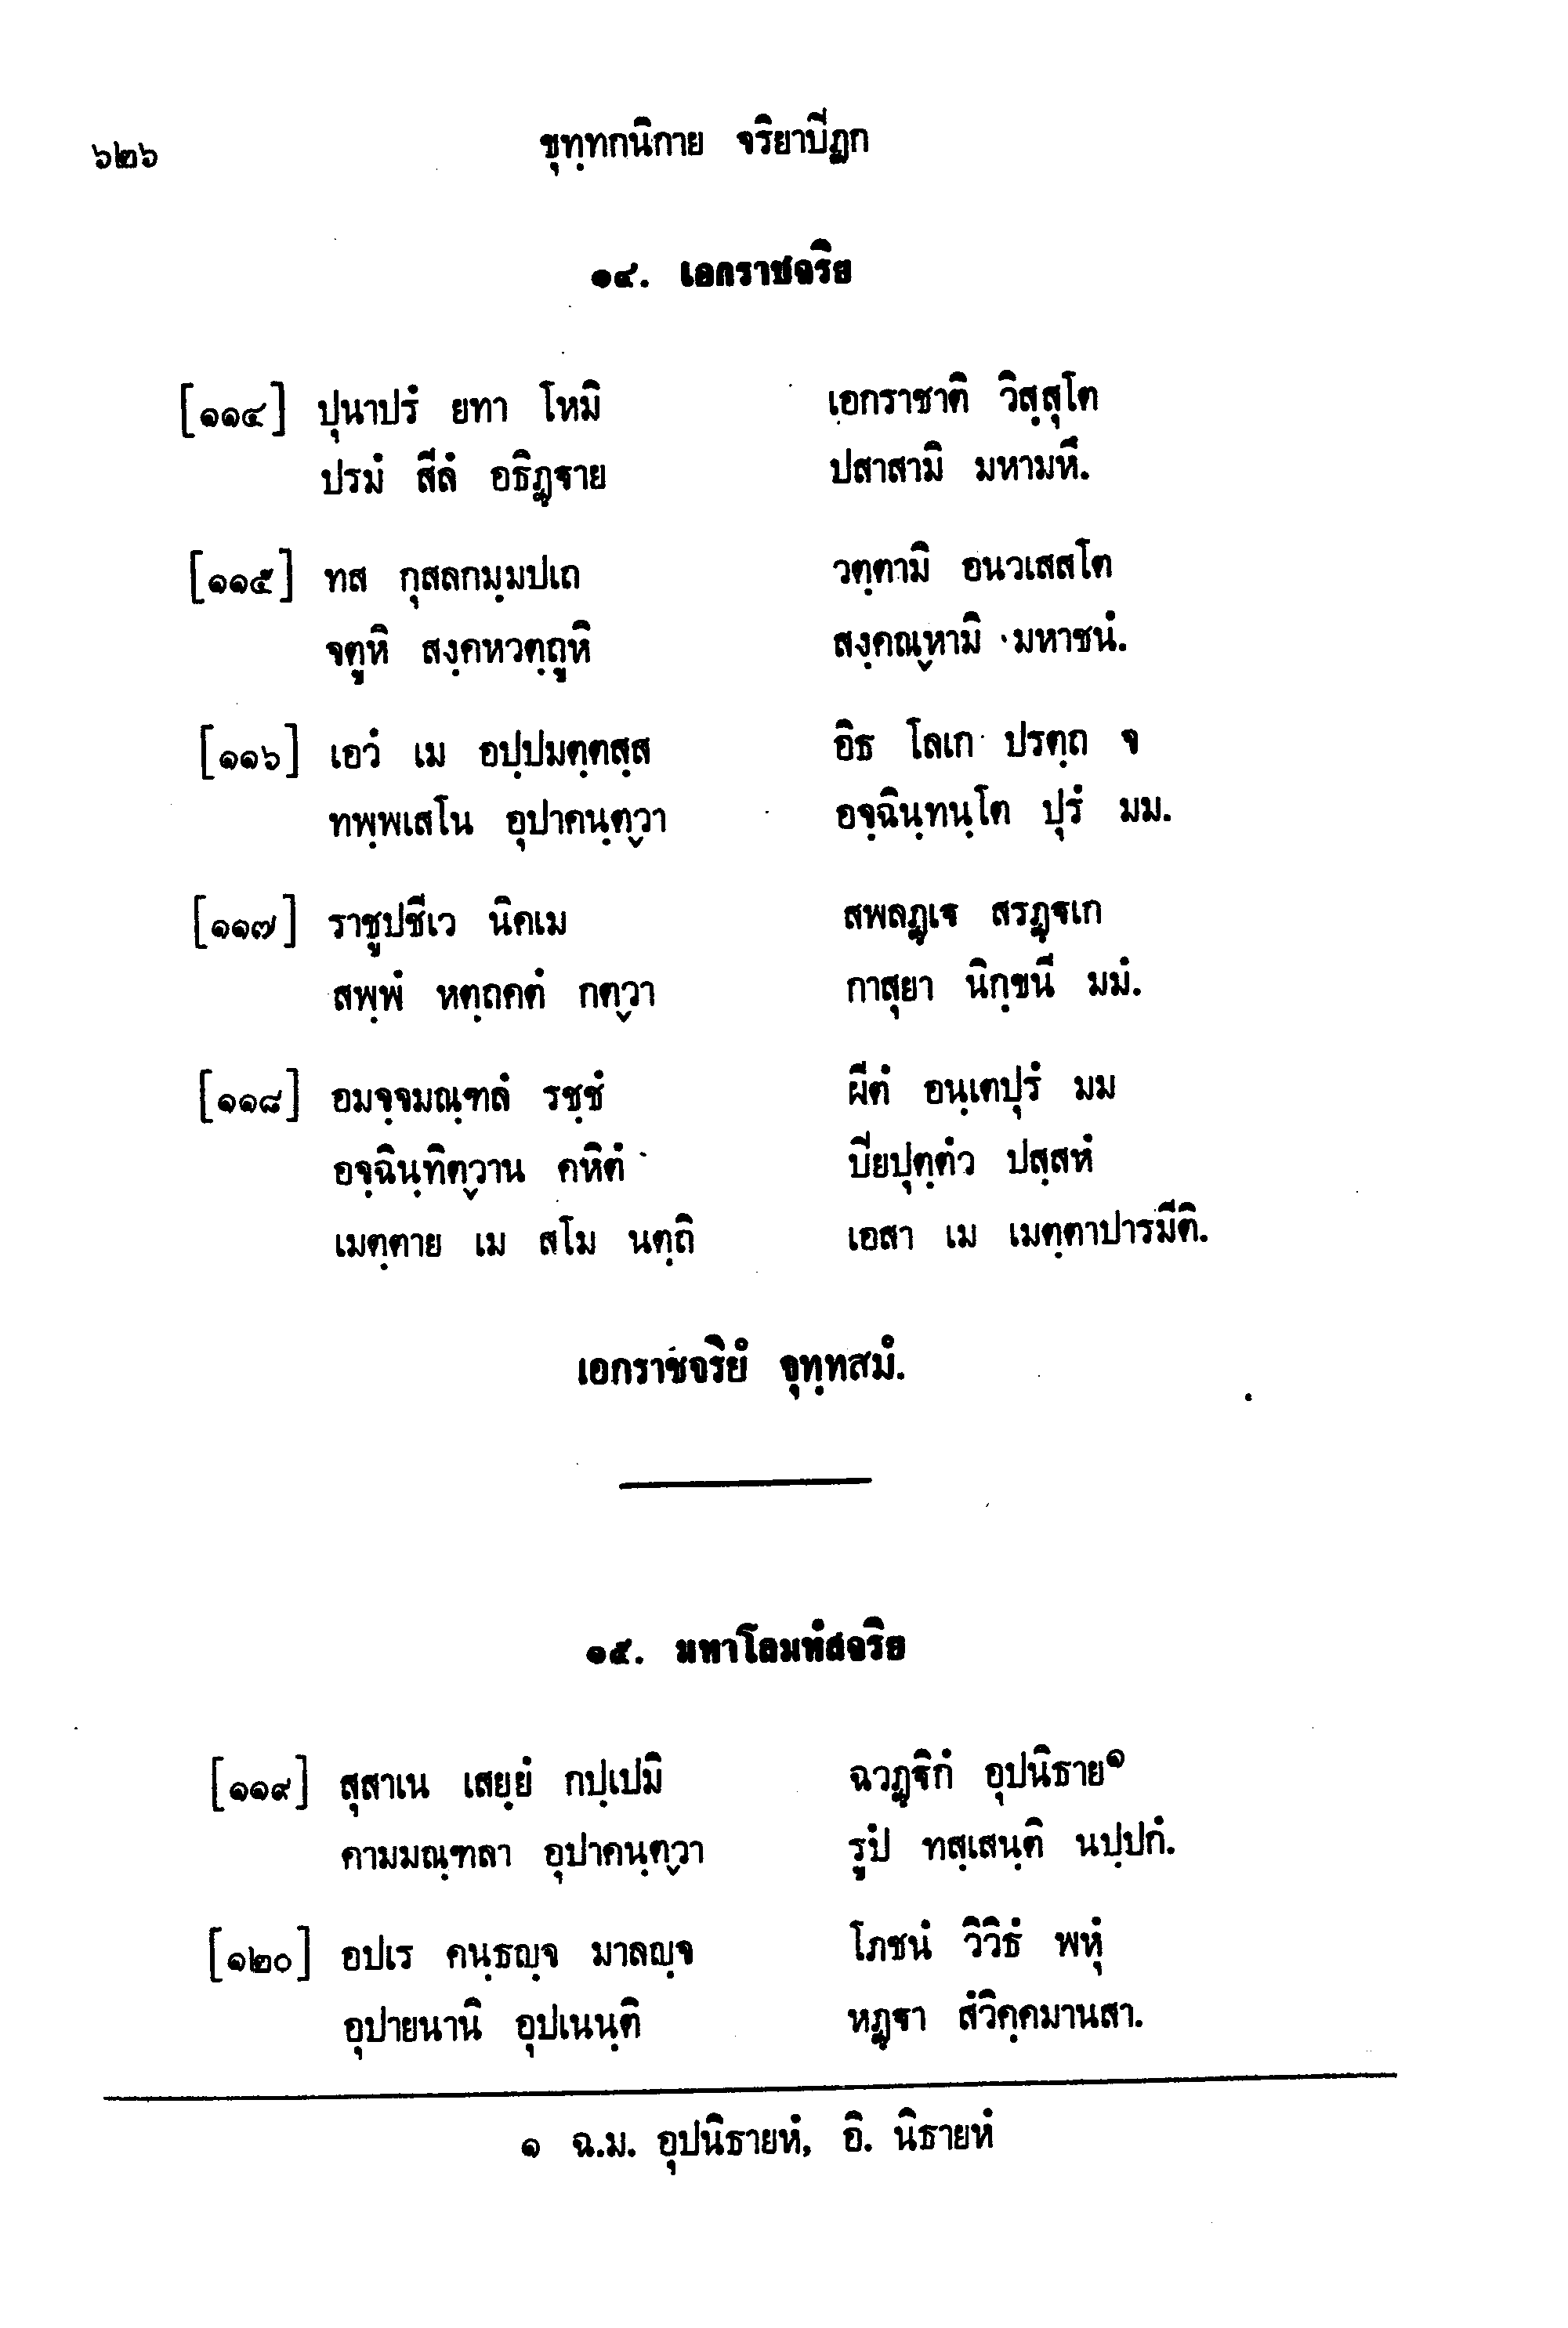 ๖๒๖ ขุทฺทกนิกาย จริยาปิฏก
๑๔. เอกราชจริย
[๑๑๔] ปุนาปรํ ยทา โหมิ เอกราชาติ วิสฺสุโต
ปรมํ สีลํ อธิฏฺฐาย ปสาสามิ มหามหึ.
[๑๑๕] ทส กุสลกมฺมปเถ วตฺตามิ อนวเสสโต
จตูหิ สงฺคหวตฺถูหิ สงฺคณฺหามิ มหาชนํ.
[๑๑๖] เอวํ เม อปฺปมตฺตสฺส อิธ โลเก ปรตฺถ จ
ทพฺพเสโน อุปาคนฺตฺวา อจฺฉินฺทนฺโต ปุรํ มม.
[๑๑๗] ราชูปชีเว นิคเม สพลฏฺเฐ สรฏฺฐเก
สพฺพํ หตฺถคตํ กตฺวา กาสุยา นิกฺขนี มมํ.
[๑๑๘] อมจฺจมณฺฑลํ รชฺชํ ผีตํ อนฺเตปุรํ มม
อจฺฉินฺทิตฺวาน คหิตํ ปิยปุตฺตํว ปสฺสหํ
เมตฺตาย เม สโม นตฺถิ เอสา เม เมตฺตาปารมีติ.
เอกราชจริยํ จุทฺทสมํ.
๑๕. มหาโลมหํสจริย
[๑๑๙] สุสาเน เสยฺยํ กปฺเปมิ ฉวฏฺฐิกํ อุปนิธาย๑
คามมณฺฑลา อุปาคนฺตฺวา รูปํ ทสฺเสนฺติ นปฺปกํ.
[๑๒๐] อปเร คนฺธญฺจ มาลญฺจ โภชนํ วิวิธํ พหุํ
อุปายนานิ อุปเนนฺติ หฏฺฐา สํวิคฺคมานสา.
๑ ฉ.ม. อุปนิธายหํ, อิ. นิธายหํ